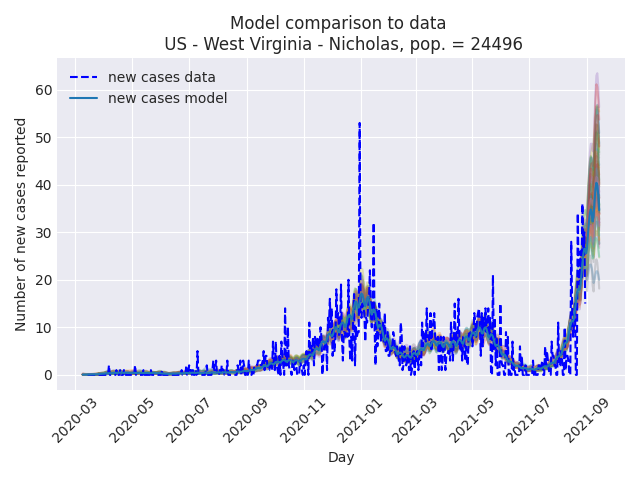 Model comparison to data
US - West Virginia - Nicholas, pop. = 24496
new cases data
new cases model
Number of new cases reported
60
50
40
30
20
10
0
2020-03
2020-05
2020-07
2020-09
2020-11
2021-01
2021-03
2021-05
2021-07
2021-09
Day